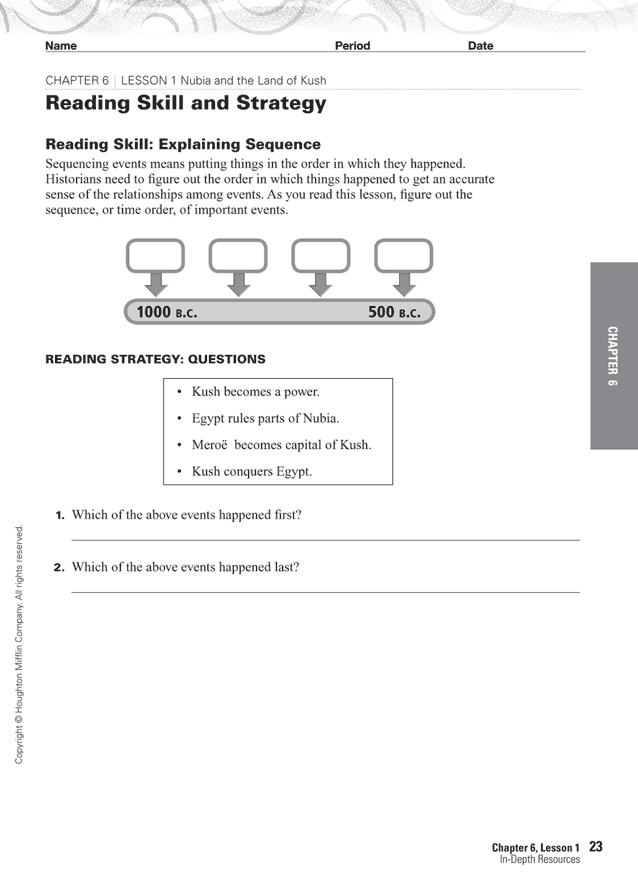 Name Period Date
CHAPTER 6 | LESSON 1 Nubia and the Land of Kush
Reading Skill and Strategy
Reading Skill: Explaining Sequence
Sequencing events means putting things in the order in which they happened.
Historians need to figure out the order in which things happened to get an accurate
sense of the relationships among events. As you read this lesson, figure out the
sequence, or time order, of important events.
1000 B.C. 500 B.C.
READING STRATEGY: QUESTIONS
• Kush becomes a power.
• Egypt rules parts of Nubia.
• Meroë becomes capital of Kush.
• Kush conquers Egypt.
1. Which of the above events happened first?
2. Which of the above events happened last?
CHAPTER 6
Copyright © Houghton Mifflin Company. All rights reserved.
Chapter 6, Lesson 1 23
In-Depth Resources